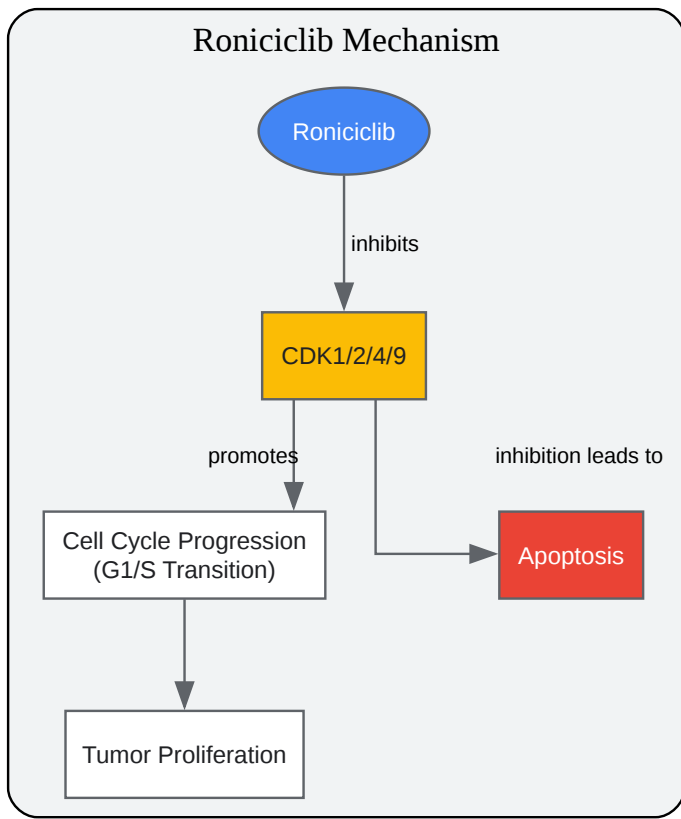 Roniciclib Mechanism
Roniciclib
inhibits
CDK1/2/4/9
promotes
inhibition leads to
Cell Cycle Progression
(G1/S Transition)
Apoptosis
Tumor Proliferation